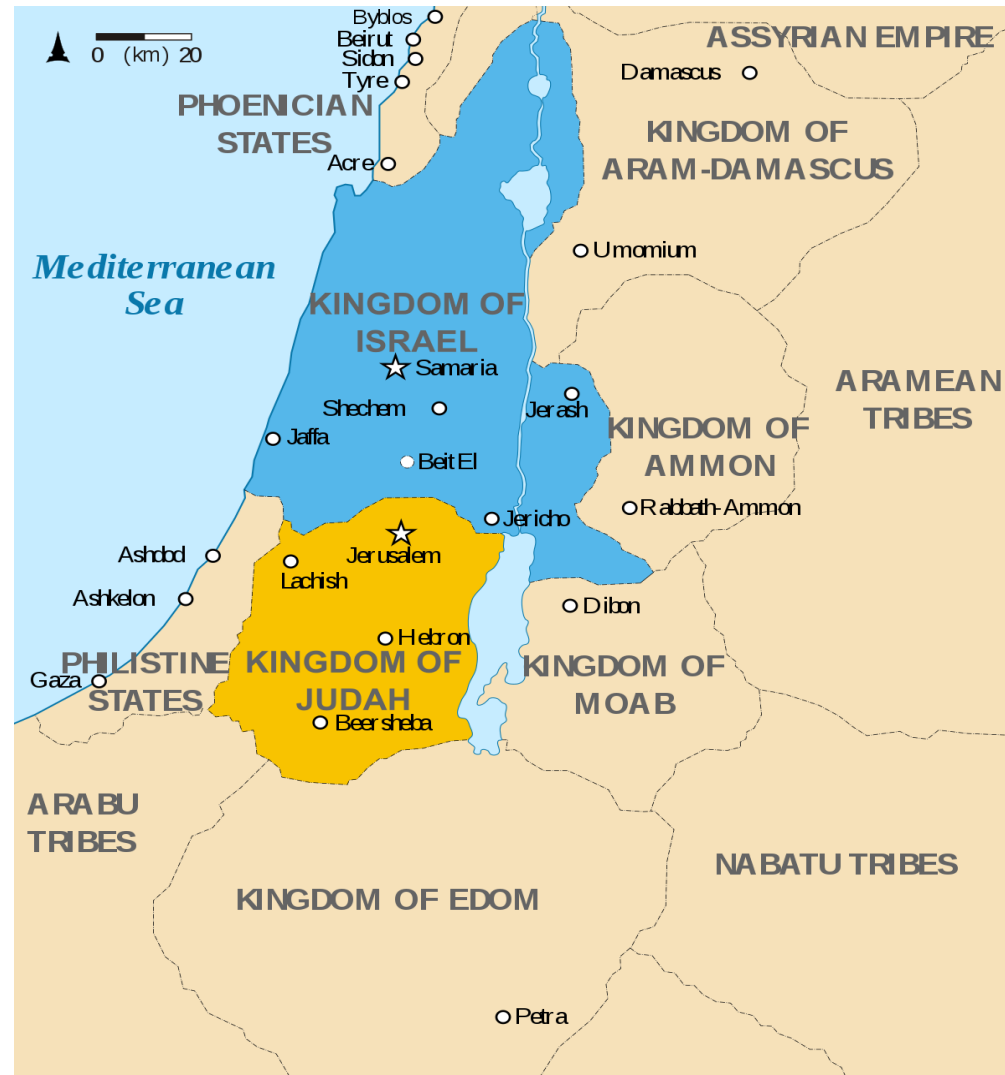 Byblos
Beirut
Sidon
Tyre
0 (km) 20
ASSYRIAN EMPIRE
Damascus
PHOENICIAN
STATES
KINGDOM OF
ARAM-DAMASCUS
Acre
Umomium
Mediterranean
Sea
KINGDOM OF
ISRAEL
Samaria
Shechem
Jerash
ARAMEAN
TRIBES
KINGDOM OF
AMMON
Jaffa
Beit El
Rabbath-Ammon
Jericho
Jerusalem
Ashdod
Lachish
Ashkelon
Dibon
Hebron
PHILISTINE
STATES
Gaza
KINGDOM OF
JUDAH
KINGDOM OF
MOAB
Beersheba
ARABU
TRIBES
NABATU TRIBES
KINGDOM OF EDOM
Petra